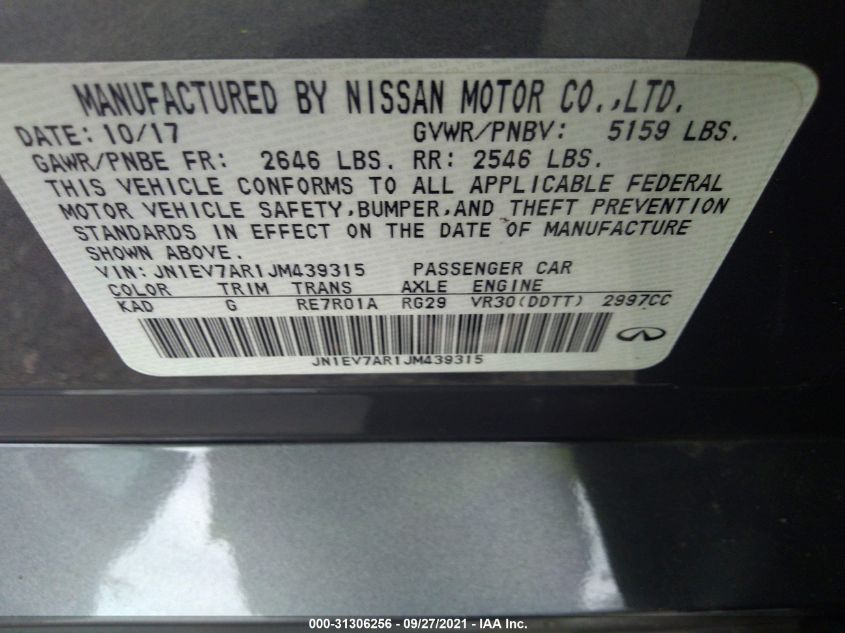 MANUFACTURED BY NISSAN MOTOR CO.,LTD.
DATE: 10/17 GVWR/PNBV: 5159 LBS.
GAWR/PNBE FR: 2646 LBS. RR: 2546 LBS.
THIS VEHICLE CONFORMS TO ALL APPLICABLE FEDERAL
MOTOR VEHICLE SAFETY,BUMPER,AND THEFT PREVENTION
STANDARDS IN EFFECT ON THE DATE OF MANUFACTURE
SHOWN ABOVE.
VIN: JN1EV7AR1JM439315 PASSENGER CAR
COLOR TRIM TRANS AXLE ENGINE
KAD G RE7R01A RG29 VR30(DDTT) 2997CC
JN1EV7AR1JM439315
000-31306256 - 09/27/2021 - IAA Inc.